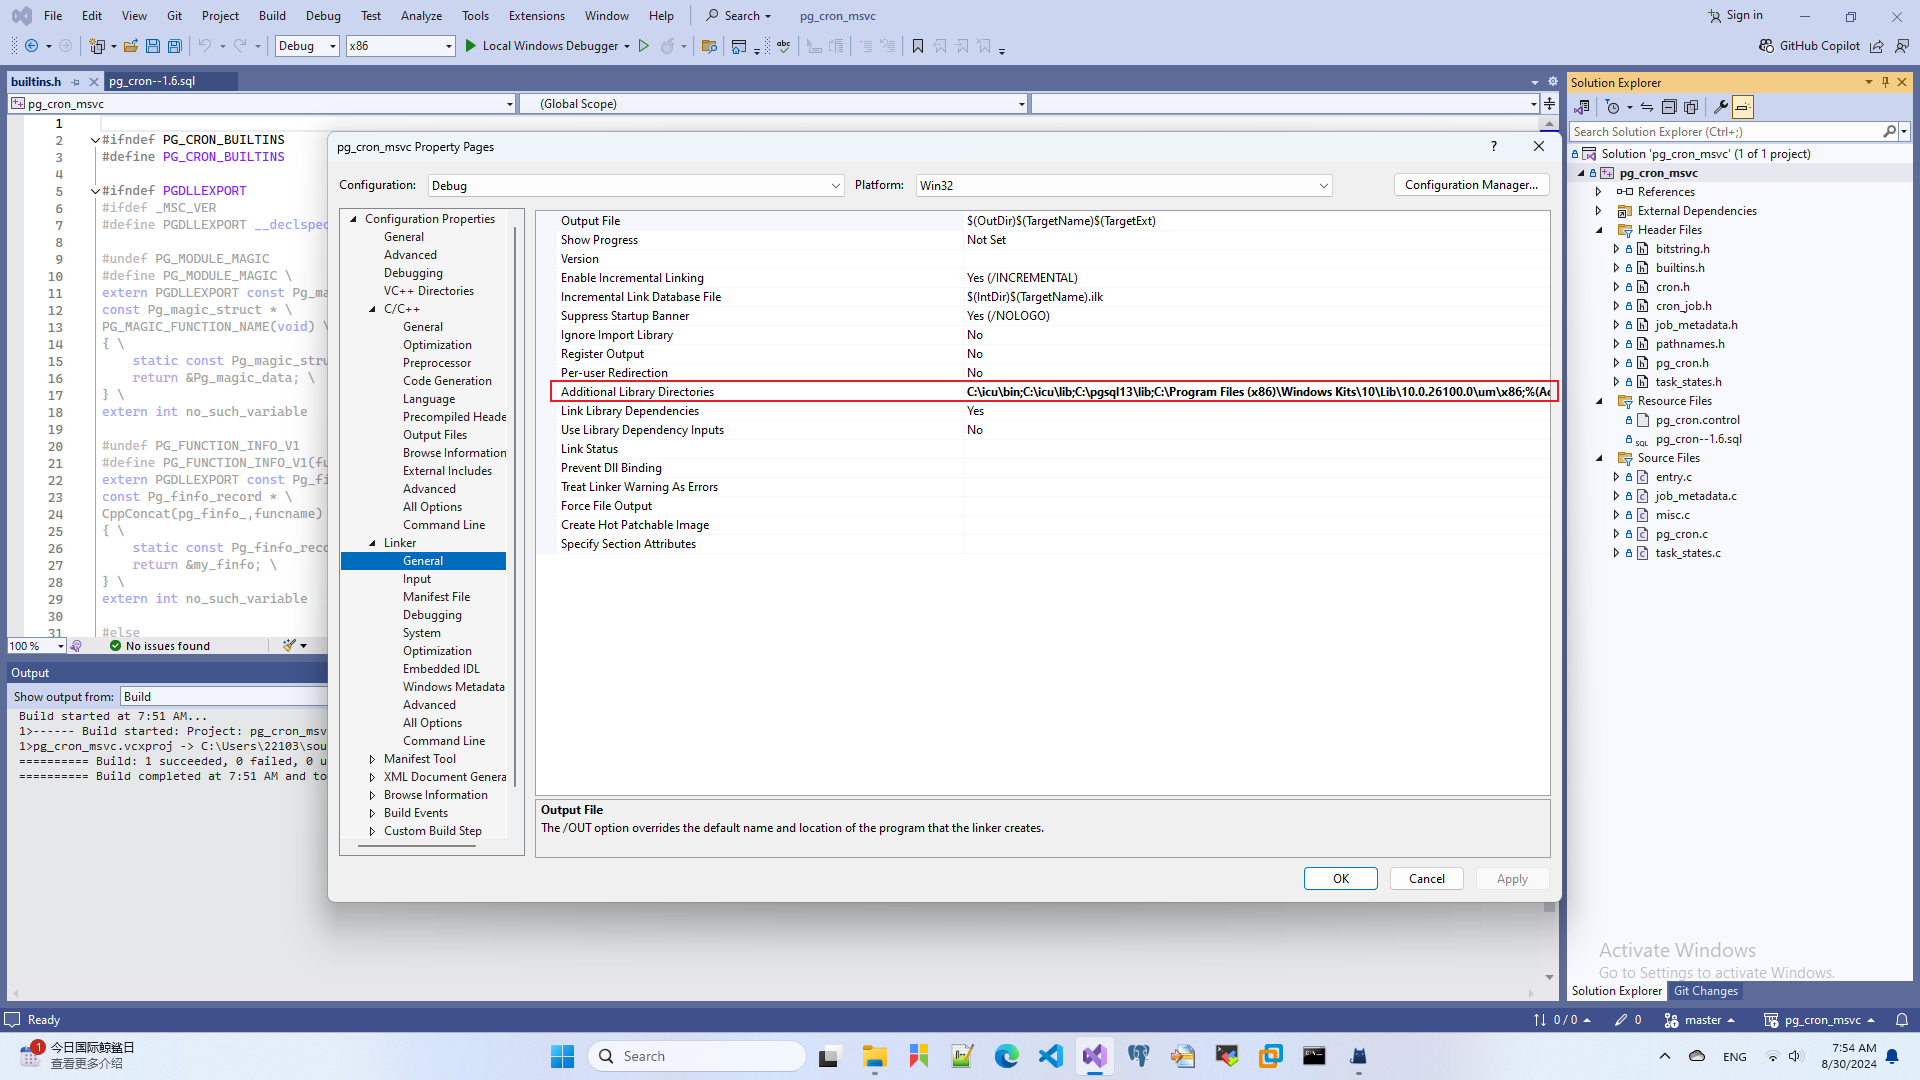 File Edit View Git Project Build Debug Test Analyze Tools Extensions Window Help Search pg_cron_msvc Sign in
Debug x86 Local Windows Debugger abc GitHub Copilot
builtins.h pg_cron--1.6.sql
pg_cron_msvc (Global Scope)
1
2 #ifndef PG_CRON_BUILTINS
3 #define PG_CRON_BUILTINS
4
5 #ifndef PGDLLEXPORT
6 #ifdef _MSC_VER
7 #define PGDLLEXPORT __declspec
8
9 #undef PG_MODULE_MAGIC
10 #define PG_MODULE_MAGIC \
11 extern PGDLLEXPORT const Pg_ma
12 const Pg_magic_struct * \
13 PG_MAGIC_FUNCTION_NAME(void) \
14 { \
15 static const Pg_magic_stru
16 return &Pg_magic_data; \
17 } \
18 extern int no_such_variable
19
20 #undef PG_FUNCTION_INFO_V1
21 #define PG_FUNCTION_INFO_V1(fu
22 extern PGDLLEXPORT const Pg_fi
23 const Pg_finfo_record * \
24 CppConcat(pg_finfo_,funcname)
25 { \
26 static const Pg_finfo_reco
27 return &my_finfo; \
28 } \
29 extern int no_such_variable
30
31 #else
100 % No issues found
Output
Show output from: Build
Build started at 7:51 AM...
1>------ Build started: Project: pg_cron_msv
1>pg_cron_msvc.vcxproj -> C:\Users\22103\sou
========== Build: 1 succeeded, 0 failed, 0 u
========== Build completed at 7:51 AM and to
pg_cron_msvc Property Pages ?
Configuration: Debug Platform: Win32 Configuration Manager...
Configuration Properties
General
Advanced
Debugging
VC++ Directories
C/C++
General
Optimization
Preprocessor
Code Generation
Language
Precompiled Heade
Output Files
Browse Information
External Includes
Advanced
All Options
Command Line
Linker
General
Input
Manifest File
Debugging
System
Optimization
Embedded IDL
Windows Metadata
Advanced
All Options
Command Line
Manifest Tool
XML Document Genera
Browse Information
Build Events
Custom Build Step
Output File $(OutDir)$(TargetName)$(TargetExt)
Show Progress Not Set
Version
Enable Incremental Linking Yes (/INCREMENTAL)
Incremental Link Database File $(IntDir)$(TargetName).ilk
Suppress Startup Banner Yes (/NOLOGO)
Ignore Import Library No
Register Output No
Per-user Redirection No
Additional Library Directories C:\icu\bin;C:\icu\lib;C:\pgsql13\lib;C:\Program Files (x86)\Windows Kits\10\Lib\10.0.26100.0\um\x86;%(Ad
Link Library Dependencies Yes
Use Library Dependency Inputs No
Link Status
Prevent Dll Binding
Treat Linker Warning As Errors
Force File Output
Create Hot Patchable Image
Specify Section Attributes
Output File
The /OUT option overrides the default name and location of the program that the linker creates.
OK Cancel Apply
Solution Explorer
Search Solution Explorer (Ctrl+;)
Solution 'pg_cron_msvc' (1 of 1 project)
pg_cron_msvc
References
External Dependencies
Header Files
bitstring.h
builtins.h
cron.h
cron_job.h
job_metadata.h
pathnames.h
pg_cron.h
task_states.h
Resource Files
pg_cron.control
SQL pg_cron--1.6.sql
Source Files
entry.c
job_metadata.c
misc.c
pg_cron.c
task_states.c
Activate Windows
Go to Settings to activate Windows.
Solution Explorer Git Changes
Ready 0 / 0 0 master pg_cron_msvc
1 今日国际鲸鲨日
查看更多介绍
Search
ENG
7:54 AM
8/30/2024